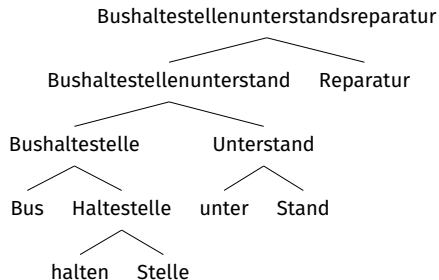 Bushaltestellenunterstandsreparatur
Bushaltestellenunterstand Reparatur
Bushaltestelle Unterstand
Bus Haltestelle unter Stand
halten Stelle